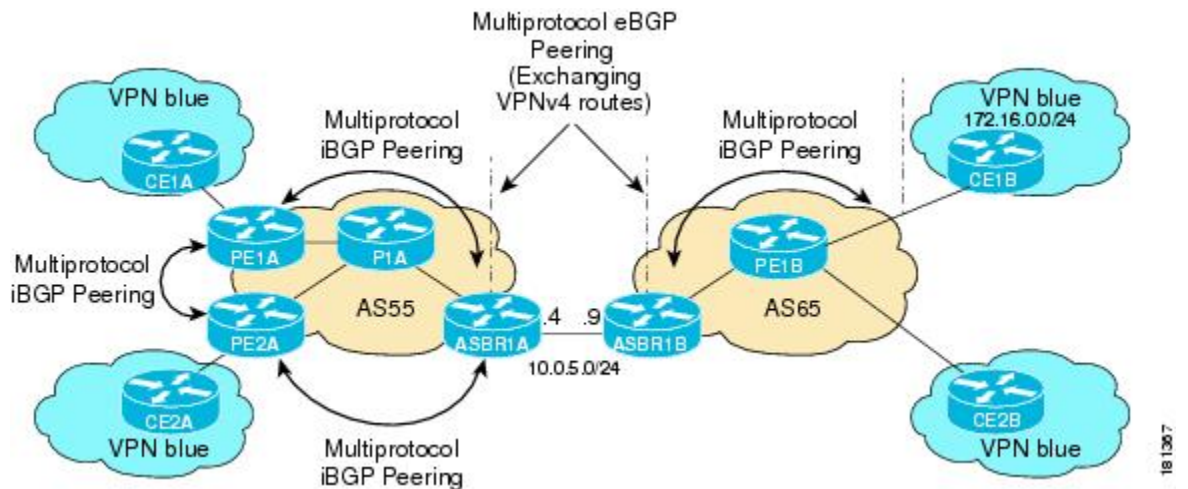 Multiprotocol eBGP
Peering
(Exchanging
VPNv4 routes)
VPN blue
CE1A
Multiprotocol
iBGP Peering
Multiprotocol
iBGP Peering
VPN blue
172.16.0.0/24
CE1B
PE1A
P1A
PE1B
Multiprotocol
iBGP Peering
AS55
AS65
PE2A
ASBR1A
.4
.9
ASBR1B
10.0.5.0/24
CE2A
VPN blue
Multiprotocol
iBGP Peering
CE2B
VPN blue
181367